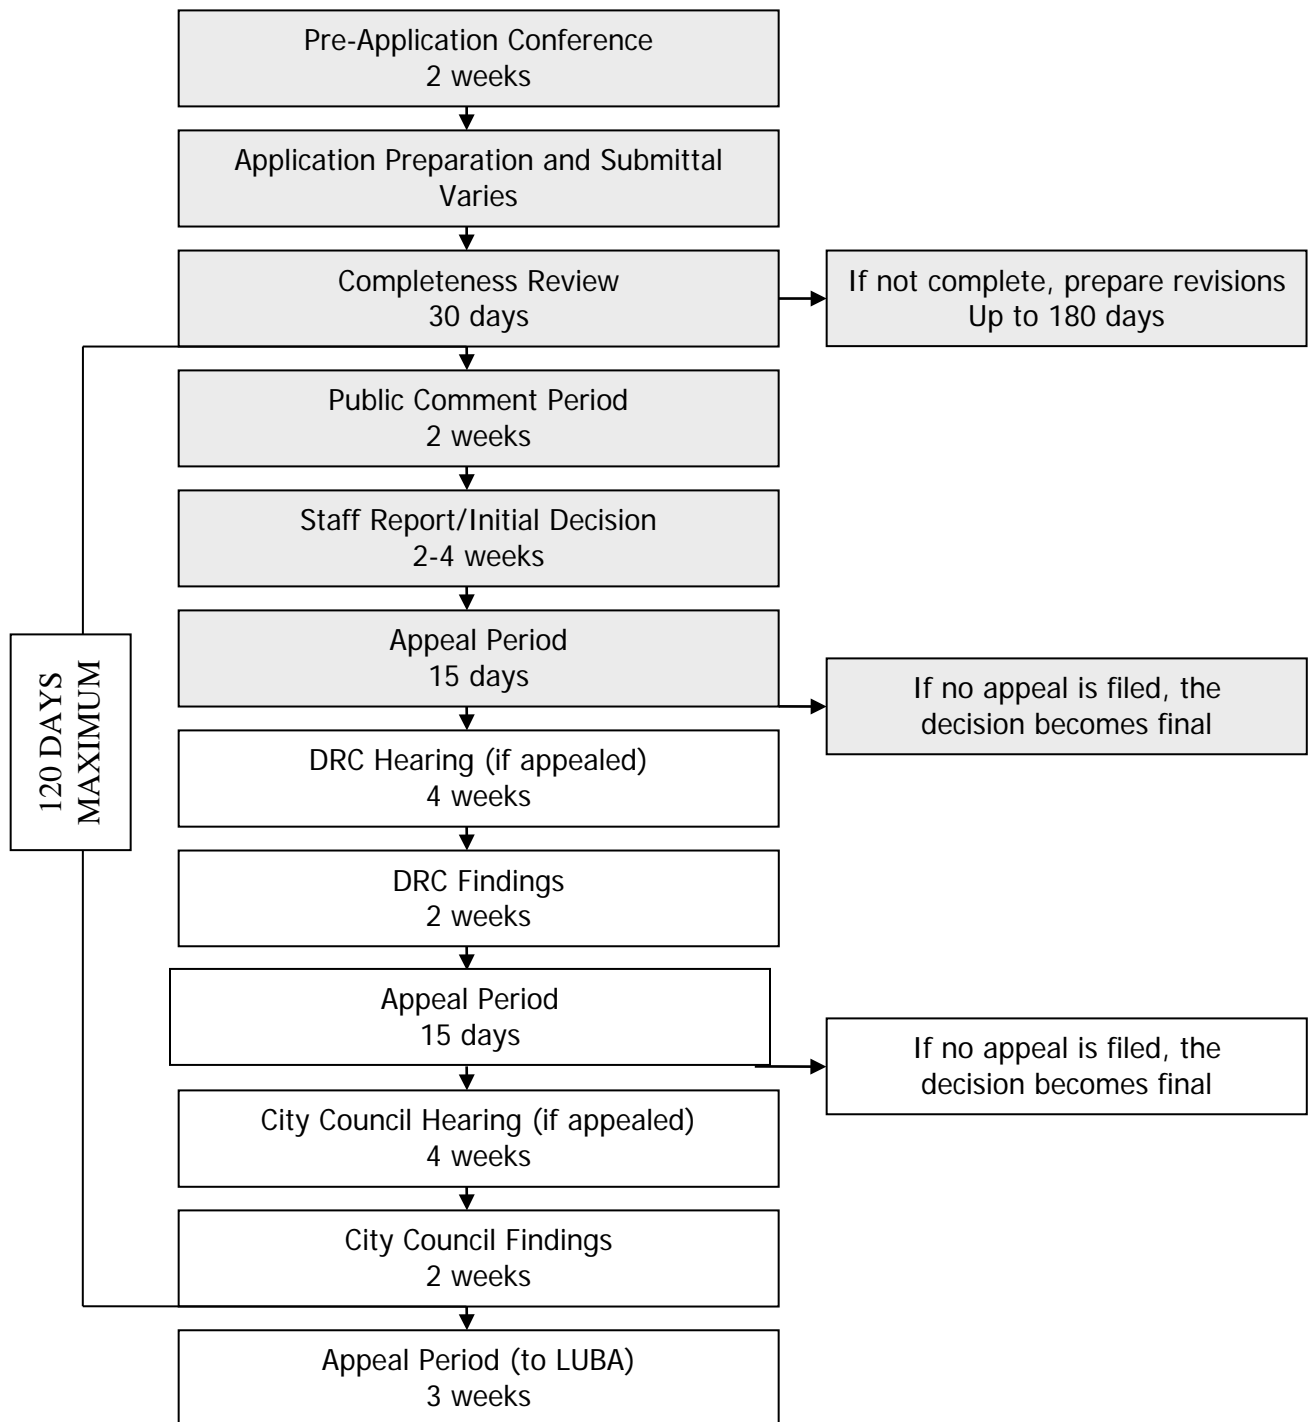 Pre-Application Conference
2 weeks
Application Preparation and Submittal
Varies
Completeness Review
30 days
If not complete, prepare revisions
Up to 180 days
Public Comment Period
2 weeks
Staff Report/Initial Decision
2-4 weeks
Appeal Period
15 days
If no appeal is filed, the
decision becomes final
120 DAYS
MAXIMUM
DRC Hearing (if appealed)
4 weeks
DRC Findings
2 weeks
Appeal Period
15 days
If no appeal is filed, the
decision becomes final
City Council Hearing (if appealed)
4 weeks
City Council Findings
2 weeks
Appeal Period (to LUBA)
3 weeks